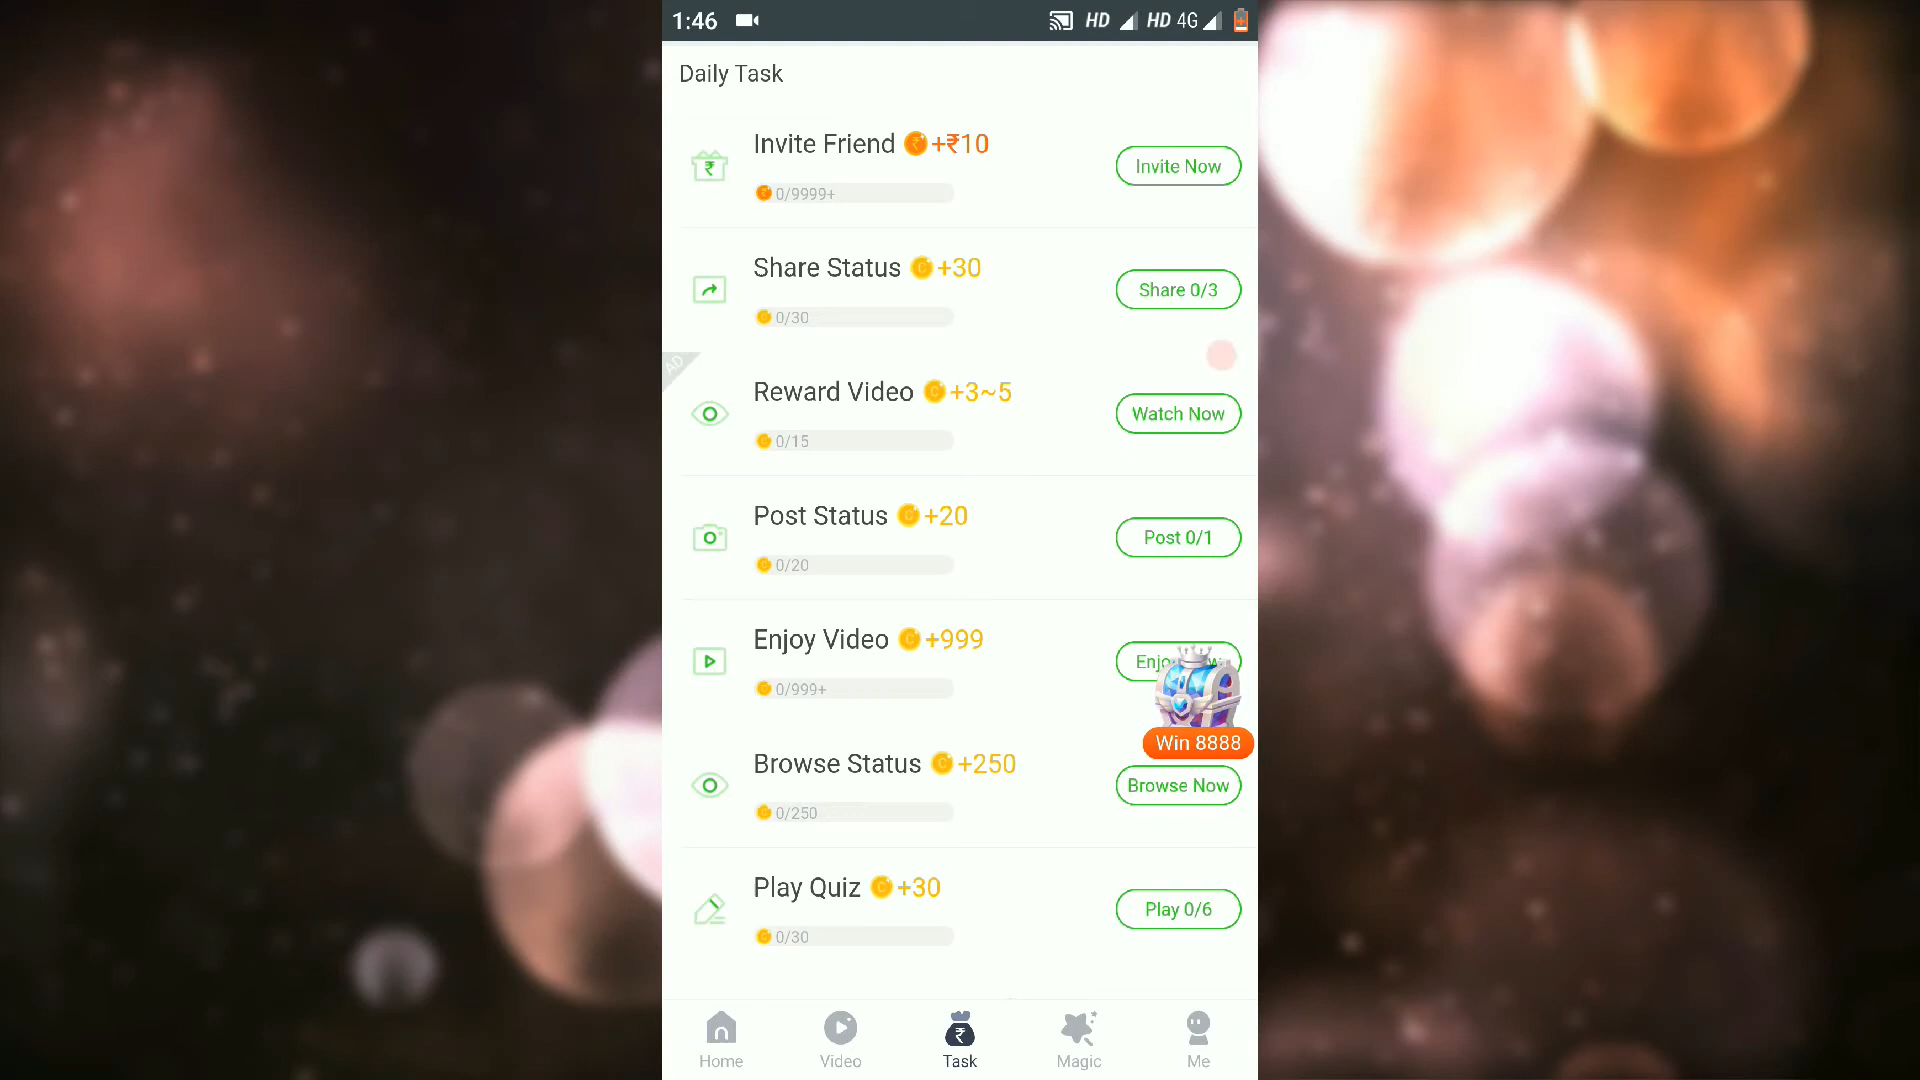 1:46 HD HD 4G
Daily Task
Invite Friend +₹10
0/9999+
Invite Now
Share Status +30
0/30
Share 0/3
AD
Reward Video +3~5
0/15
Watch Now
Post Status +20
0/20
Post 0/1
Enjoy Video +999
0/999+
Win 8888
Browse Status +250
0/250
Browse Now
Play Quiz +30
0/30
Play 0/6
Home Video Task Magic Me